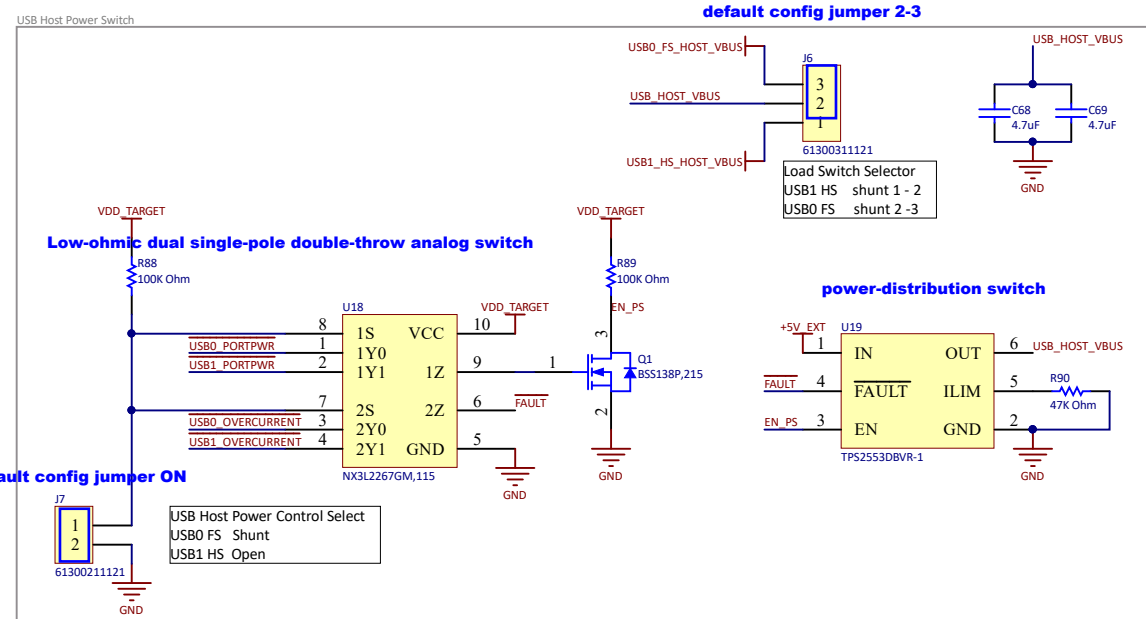 default config jumper 2-3
USB Host Power Switch
USB0_FS_HOST_VBUS
J6
3
2
1
USB_HOST_VBUS
USB1_HS_HOST_VBUS
61300311121
Load Switch Selector
USB1 HS shunt 1 - 2
USB0 FS shunt 2 -3
USB_HOST_VBUS
C68
4.7uF
C69
4.7uF
GND
VDD_TARGET
Low-ohmic dual single-pole double-throw analog switch
R88
100K Ohm
U18
8 1S VCC 10
VDD_TARGET
USB0_PORTPWR 1 1Y0
USB1_PORTPWR 2 1Y1 1Z 9
7 2S 2Z 6 FAULT
USB0_OVERCURRENT 3 2Y0
USB1_OVERCURRENT 4 2Y1 GND 5
NX3L2267GM,115
GND
VDD_TARGET
R89
100K Ohm
EN_PS
3
1
Q1
BSS138P,215
2
GND
power-distribution switch
+5V_EXT
U19
1 IN OUT 6 USB_HOST_VBUS
FAULT 4 FAULT ILIM 5
R90
47K Ohm
EN_PS 3 EN GND 2
TPS2553DBVR-1
GND
ault config jumper ON
J7
1
2
61300211121
GND
USB Host Power Control Select
USB0 FS Shunt
USB1 HS Open